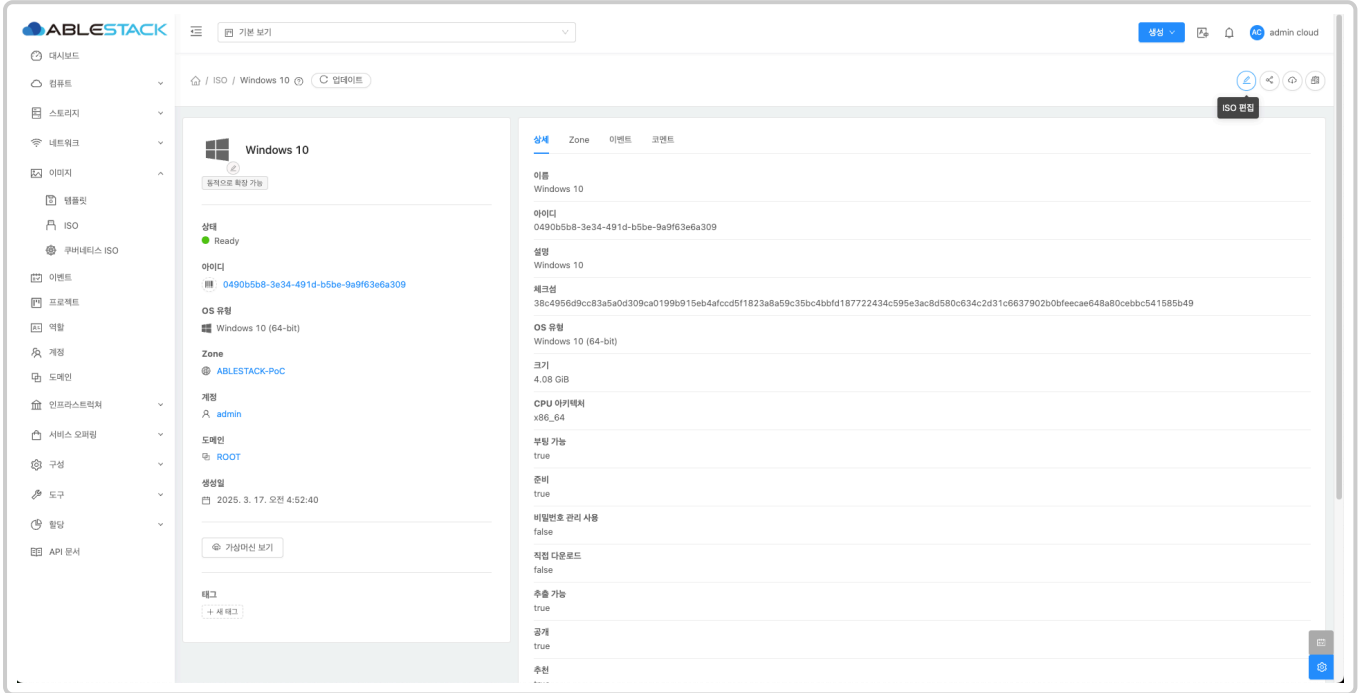 ABLESTACK
기본 보기
생성
AC
admin cloud
대시보드
컴퓨트
스토리지
네트워크
이미지
템플릿
ISO
쿠버네티스 ISO
이벤트
프로젝트
역할
계정
도메인
인프라스트럭쳐
서비스 오퍼링
구성
도구
할당
API 문서
/ ISO / Windows 10
업데이트
ISO 편집
Windows 10
동적으로 확장 가능
상태
Ready
아이디
0490b5b8-3e34-491d-b5be-9a9f63e6a309
OS 유형
Windows 10 (64-bit)
Zone
ABLESTACK-PoC
계정
admin
도메인
ROOT
생성일
2025. 3. 17. 오전 4:52:40
가상머신 보기
태그
+ 새 태그
상세 Zone 이벤트 코멘트
이름
Windows 10
아이디
0490b5b8-3e34-491d-b5be-9a9f63e6a309
설명
Windows 10
체크섬
38c4956d9cc83a5a0d309ca0199b915eb4afccd5f1823a8a59c35bc4bbfd187722434c595e3ac8d580c634c2d31c6637902b0bfeecae648a80cebbc541585b49
OS 유형
Windows 10 (64-bit)
크기
4.08 GiB
CPU 아키텍처
x86_64
부팅 가능
true
준비
true
비밀번호 관리 사용
false
직접 다운로드
false
추출 가능
true
공개
true
추천